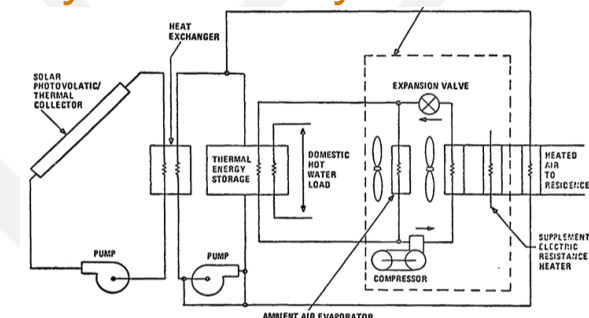 HEAT
EXCHANGER
SOLAR
PHOTOVOLATIC/
THERMAL
COLLECTOR
EXPANSION VALVE
THERMAL
ENERGY
STORAGE
DOMESTIC
HOT
WATER
LOAD
HEATED
AIR
TO
RESIDENCE
PUMP
PUMP
SUPPLEMENT
ELECTRIC
RESISTANCE
HEATER
COMPRESSOR
AMBIENT AIR EVAPORATOR